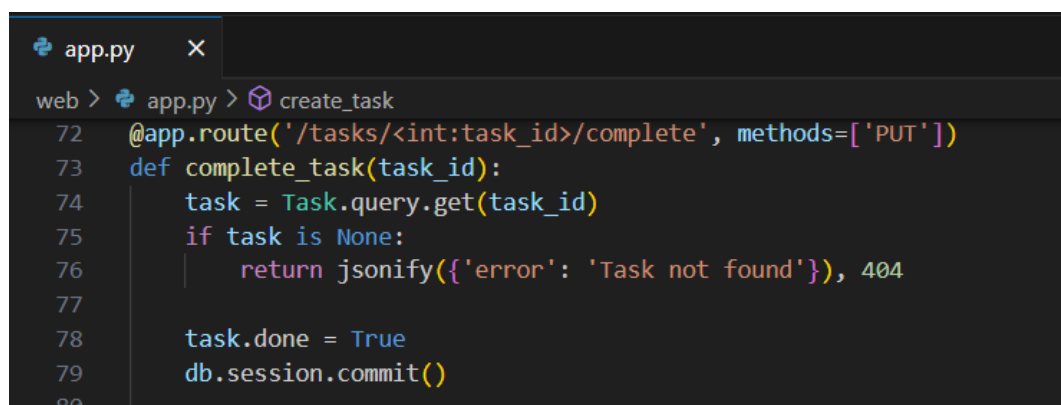 app.py
web > app.py > create_task
72 @app.route('/tasks/<int:task_id>/complete', methods=['PUT'])
73 def complete_task(task_id):
74     task = Task.query.get(task_id)
75     if task is None:
76         return jsonify({'error': 'Task not found'}), 404
77
78     task.done = True
79     db.session.commit()
80